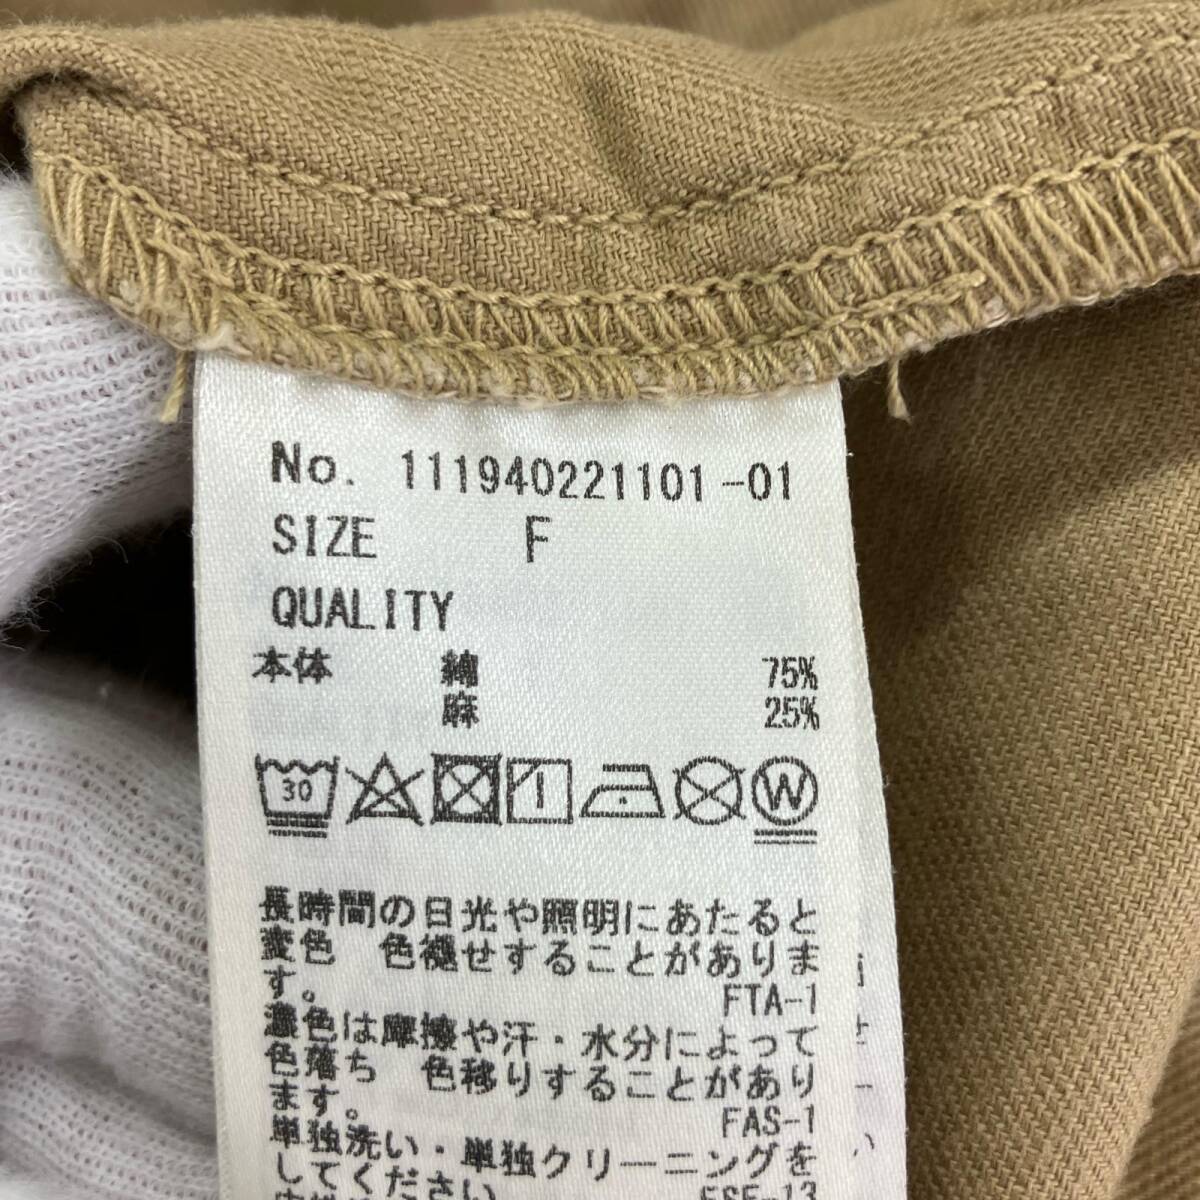 No. 111940221101-01
SIZE F
QUALITY
本体 綿 75%
麻 25%
30
W
長時間の日光や照明にあたると
変色 色褪せすることがありま
す。
FTA-1
濃色は摩擦や汗・水分によって
色落ち 色移りすることがあり
ます。
FAS-1
単独洗い・単独クリーニングを
してください